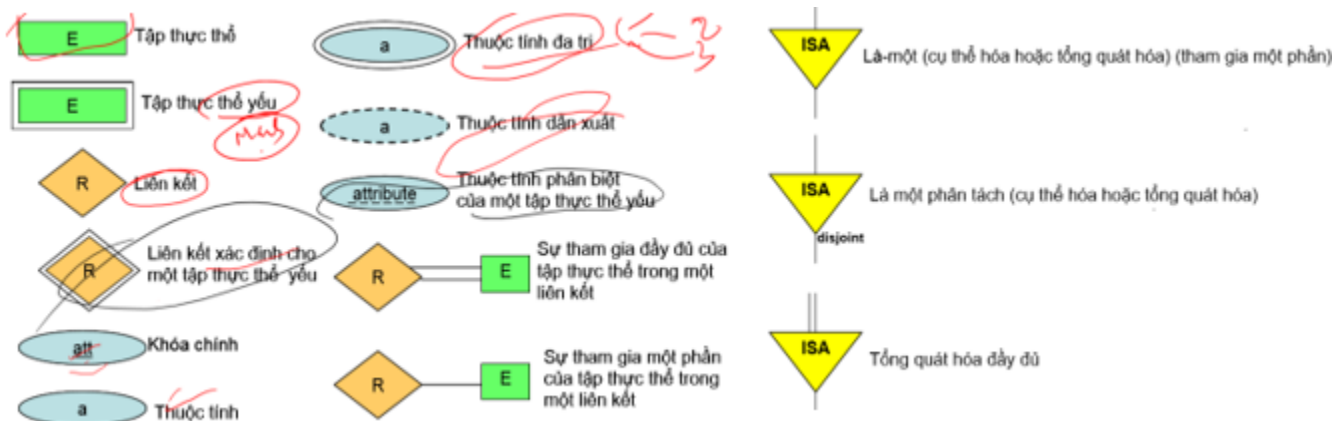 E
Tập thực thể
E
Tập thực thể yếu
R
Liên kết
R
Liên kết xác định cho
một tập thực thể yếu
att
Khóa chính
a
Thuộc tính
a
Thuộc tính đa trị
a
Thuộc tính dẫn xuất
attribute
Thuộc tính phân biệt
của một tập thực thể yếu
R
E
Sự tham gia đầy đủ của
tập thực thể trong một
liên kết
R
E
Sự tham gia một phần
của tập thực thể trong
một liên kết
ISA
Là-một (cụ thể hóa hoặc tổng quát hóa) (tham gia một phần)
ISA
disjoint
Là một phân tách (cụ thể hóa hoặc tổng quát hóa)
ISA
Tổng quát hóa đầy đủ